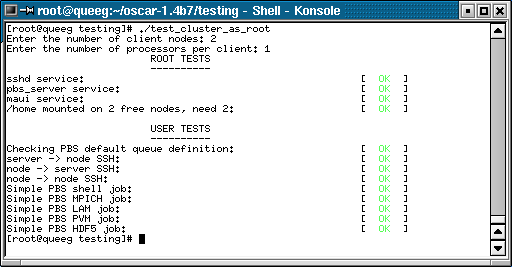 root@queeg:~/oscar-1.4b7/testing - Shell - Konsole
[root@queeg testing]# ./test_cluster_as_root
Enter the number of client nodes: 2
Enter the number of processors per client: 1
ROOT TESTS
----------
sshd service: [ OK ]
pbs_server service: [ OK ]
maui service: [ OK ]
/home mounted on 2 free nodes, need 2: [ OK ]
USER TESTS
----------
Checking PBS default queue definition: [ OK ]
server -> node SSH: [ OK ]
node -> server SSH: [ OK ]
node -> node SSH: [ OK ]
Simple PBS shell job: [ OK ]
Simple PBS MPICH job: [ OK ]
Simple PBS LAM job: [ OK ]
Simple PBS PVM job: [ OK ]
Simple PBS HDF5 job: [ OK ]
[root@queeg testing]#